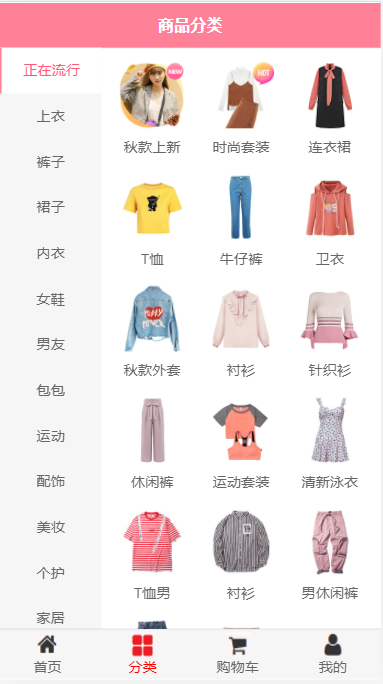 商品分类
正在流行
上衣
裤子
裙子
内衣
女鞋
男友
包包
运动
配饰
美妆
个护
家居
NEW
HOT
秋款上新
时尚套装
连衣裙
T恤
牛仔裤
卫衣
秋款外套
衬衫
针织衫
休闲裤
运动套装
清新泳衣
T恤男
衬衫
男休闲裤
首页
分类
购物车
我的